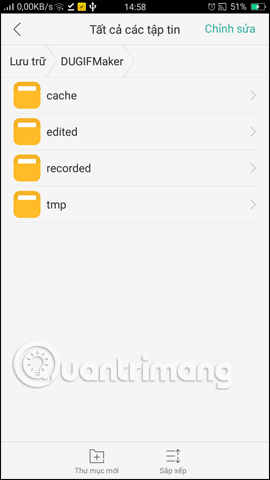 0,00KB/s 14:58 51%
Tất cả các tập tin Chỉnh sửa
Lưu trữ DUGIFMaker
cache
edited
recorded
tmp
Quantrimang
Thư mục mới Sắp xếp